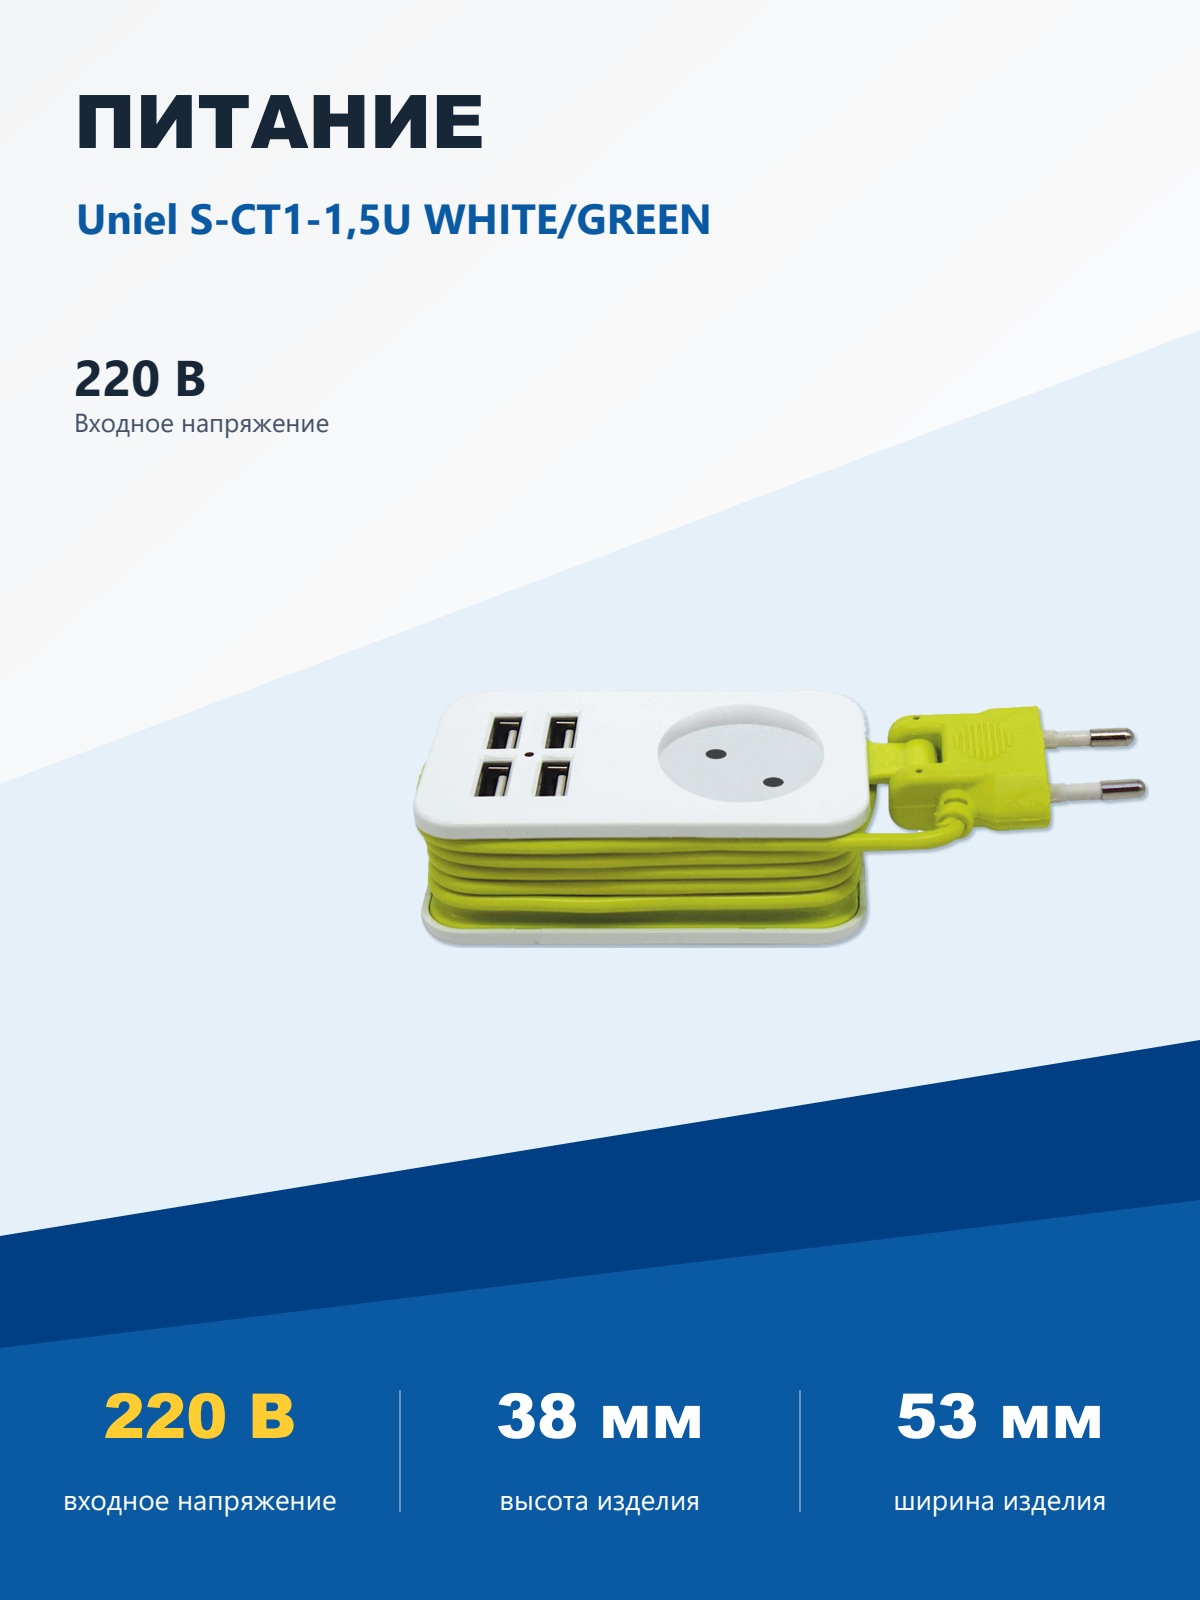 ПИТАНИЕ
Uniel S-CT1-1,5U WHITE/GREEN
220 В
Входное напряжение
220 В
входное напряжение
38 мм
высота изделия
53 мм
ширина изделия